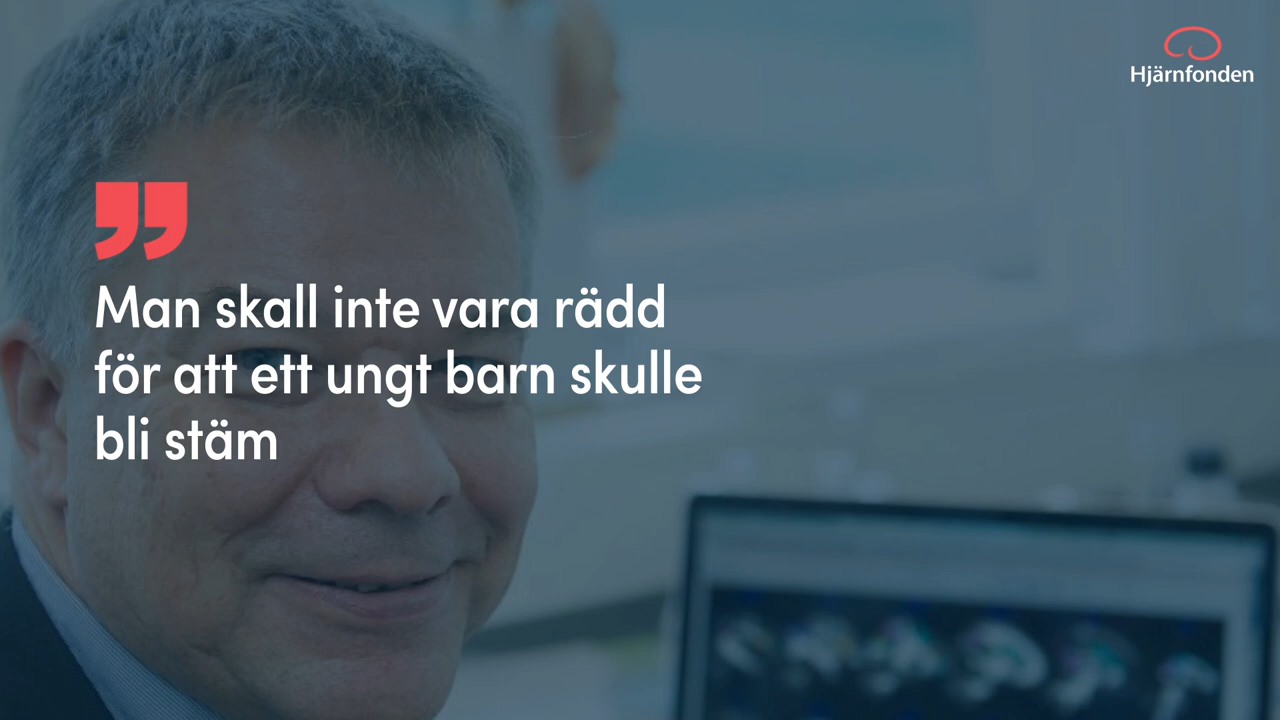 Hjärnfonden
”
Man skall inte vara rädd
för att ett ungt barn skulle
bli stäm